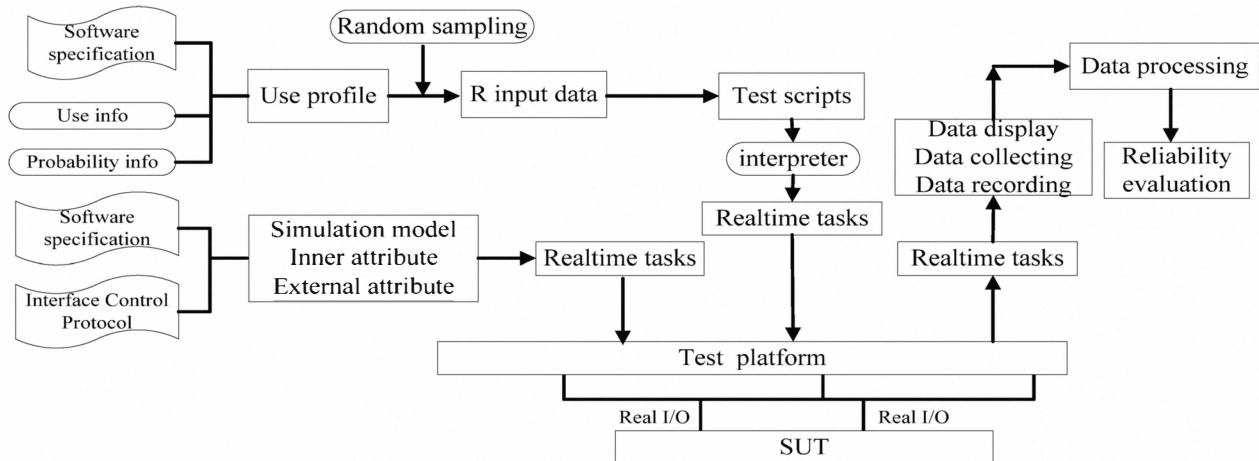 Software
specification
Use info
Probability info
Use profile
Random sampling
R input data
Test scripts
interpreter
Realtime tasks
Data display
Data collecting
Data recording
Data processing
Reliability
evaluation
Software
specification
Interface Control
Protocol
Simulation model
Inner attribute
External attribute
Realtime tasks
Realtime tasks
Test platform
Real I/O
Real I/O
SUT